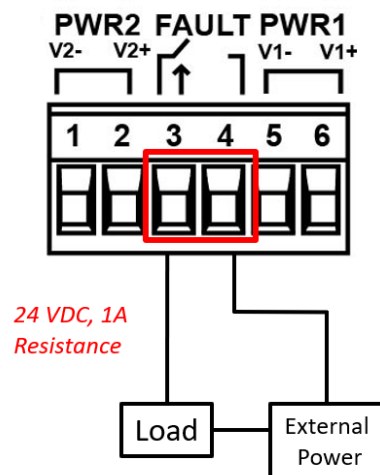 PWR2 FAULT PWR1
V2- V2+ V1- V1+
1 2 3 4 5 6
24 VDC, 1A
Resistance
Load
External
Power